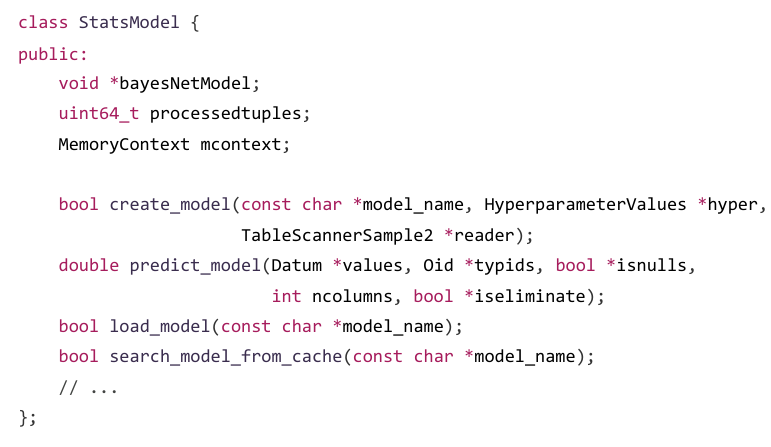 class StatsModel {
public:
    void *bayesNetModel;
    uint64_t processedtuples;
    MemoryContext mcontext;

    bool create_model(const char *model_name, HyperparameterValues *hyper,
                      TableScannerSample2 *reader);
    double predict_model(Datum *values, Oid *typids, bool *isnulls,
                         int ncolumns, bool *iseliminate);
    bool load_model(const char *model_name);
    bool search_model_from_cache(const char *model_name);
    // ...
};